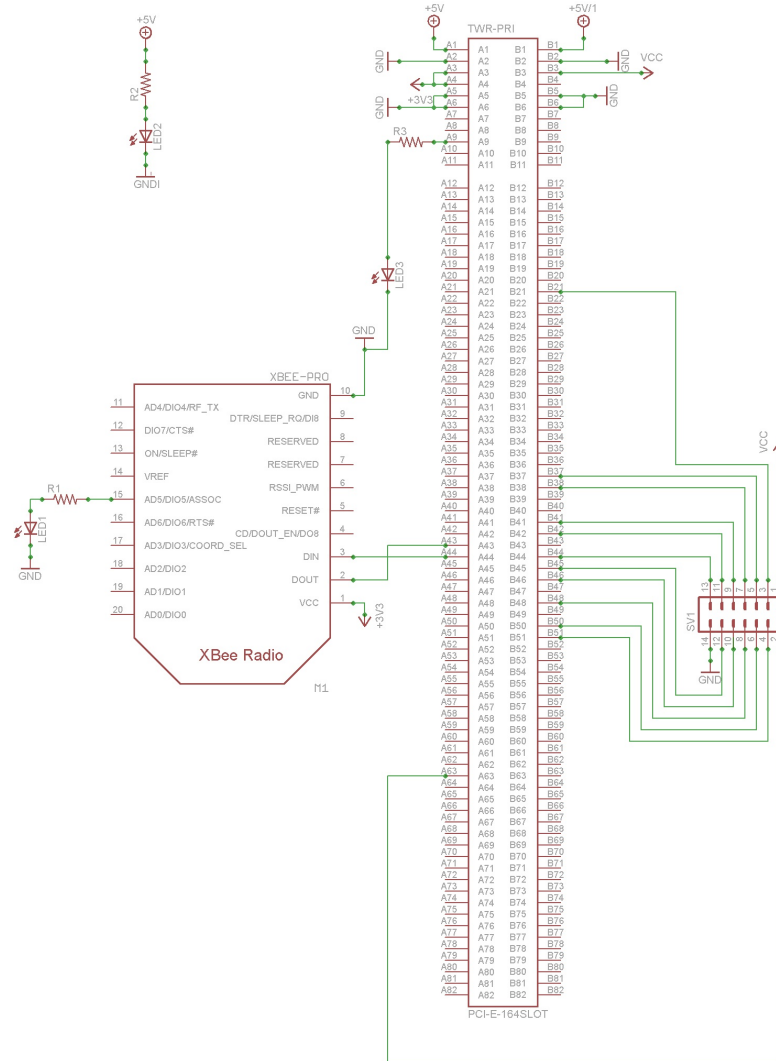 +5V
R2
LED2
GNDI
+5V
+5V/1
TWR-PRI
GND
GND
VCC
+3V3
GND
GND
R3
LED3
GND
A1 A1 B1 B1
A2 A2 B2 B2
A3 A3 B3 B3
A4 A4 B4 B4
A5 A5 B5 B5
A6 A6 B6 B6
A7 A7 B7 B7
A8 A8 B8 B8
A9 A9 B9 B9
A10 A10 B10 B10
A11 A11 B11 B11
A12 A12 B12 B12
A13 A13 B13 B13
A14 A14 B14 B14
A15 A15 B15 B15
A16 A16 B16 B16
A17 A17 B17 B17
A18 A18 B18 B18
A19 A19 B19 B19
A20 A20 B20 B20
A21 A21 B21 B21
A22 A22 B22 B22
A23 A23 B23 B23
A24 A24 B24 B24
A25 A25 B25 B25
A26 A26 B26 B26
A27 A27 B27 B27
A28 A28 B28 B28
A29 A29 B29 B29
A30 A30 B30 B30
A31 A31 B31 B31
A32 A32 B32 B32
A33 A33 B33 B33
A34 A34 B34 B34
A35 A35 B35 B35
A36 A36 B36 B36
A37 A37 B37 B37
A38 A38 B38 B38
A39 A39 B39 B39
A40 A40 B40 B40
A41 A41 B41 B41
A42 A42 B42 B42
A43 A43 B43 B43
A44 A44 B44 B44
A45 A45 B45 B45
A46 A46 B46 B46
A47 A47 B47 B47
A48 A48 B48 B48
A49 A49 B49 B49
A50 A50 B50 B50
A51 A51 B51 B51
A52 A52 B52 B52
A53 A53 B53 B53
A54 A54 B54 B54
A55 A55 B55 B55
A56 A56 B56 B56
A57 A57 B57 B57
A58 A58 B58 B58
A59 A59 B59 B59
A60 A60 B60 B60
A61 A61 B61 B61
A62 A62 B62 B62
A63 A63 B63 B63
A64 A64 B64 B64
A65 A65 B65 B65
A66 A66 B66 B66
A67 A67 B67 B67
A68 A68 B68 B68
A69 A69 B69 B69
A70 A70 B70 B70
A71 A71 B71 B71
A72 A72 B72 B72
A73 A73 B73 B73
A74 A74 B74 B74
A75 A75 B75 B75
A76 A76 B76 B76
A77 A77 B77 B77
A78 A78 B78 B78
A79 A79 B79 B79
A80 A80 B80 B80
A81 A81 B81 B81
A82 A82 B82 B82
PCI-E-164SLOT
XBEE-PRO
GND 10
11 AD4/DIO4/RF_TX
DTR/SLEEP_RQ/DI8 9
12 DIO7/CTS#
RESERVED 8
13 ON/SLEEP#
RESERVED 7
14 VREF
RSSI_PWM 6
15 AD5/DIO5/ASSOC
RESET# 5
16 AD6/DIO6/RTS#
CD/DOUT_EN/DO8 4
17 AD3/DIO3/COORD_SEL
DIN 3
18 AD2/DIO2
DOUT 2
19 AD1/DIO1
VCC 1
20 AD0/DIO0
+3V3
XBee Radio
M1
R1
LED1
GND
VCC
13 11 9 7 5 3 1
SV1
14 12 10 8 6 4 2
GND